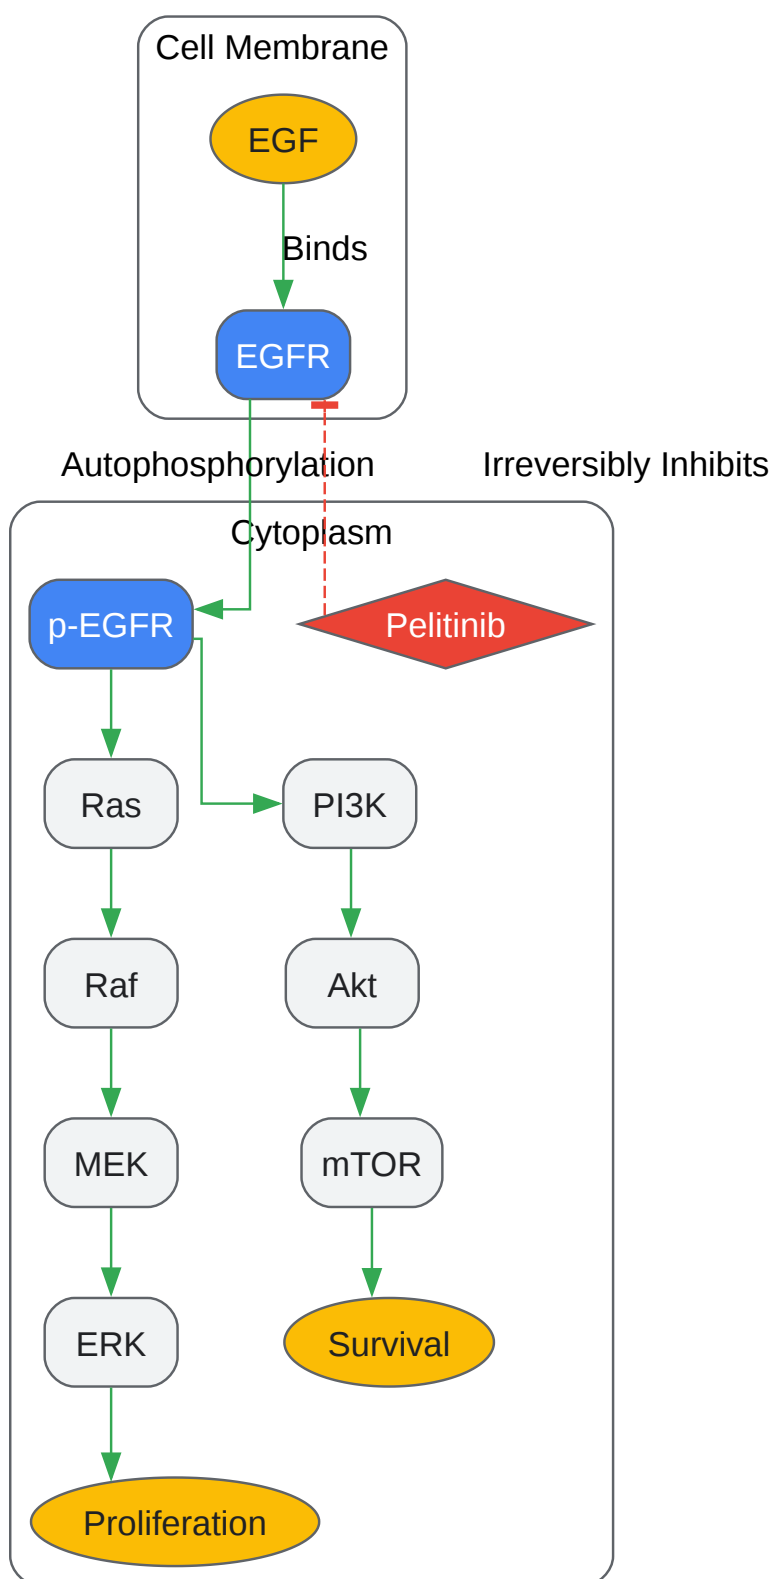 Cell Membrane
EGF
Binds
EGFR
Autophosphorylation
Irreversibly Inhibits
Cytoplasm
p-EGFR
Pelitinib
Ras
PI3K
Raf
Akt
MEK
mTOR
ERK
Survival
Proliferation